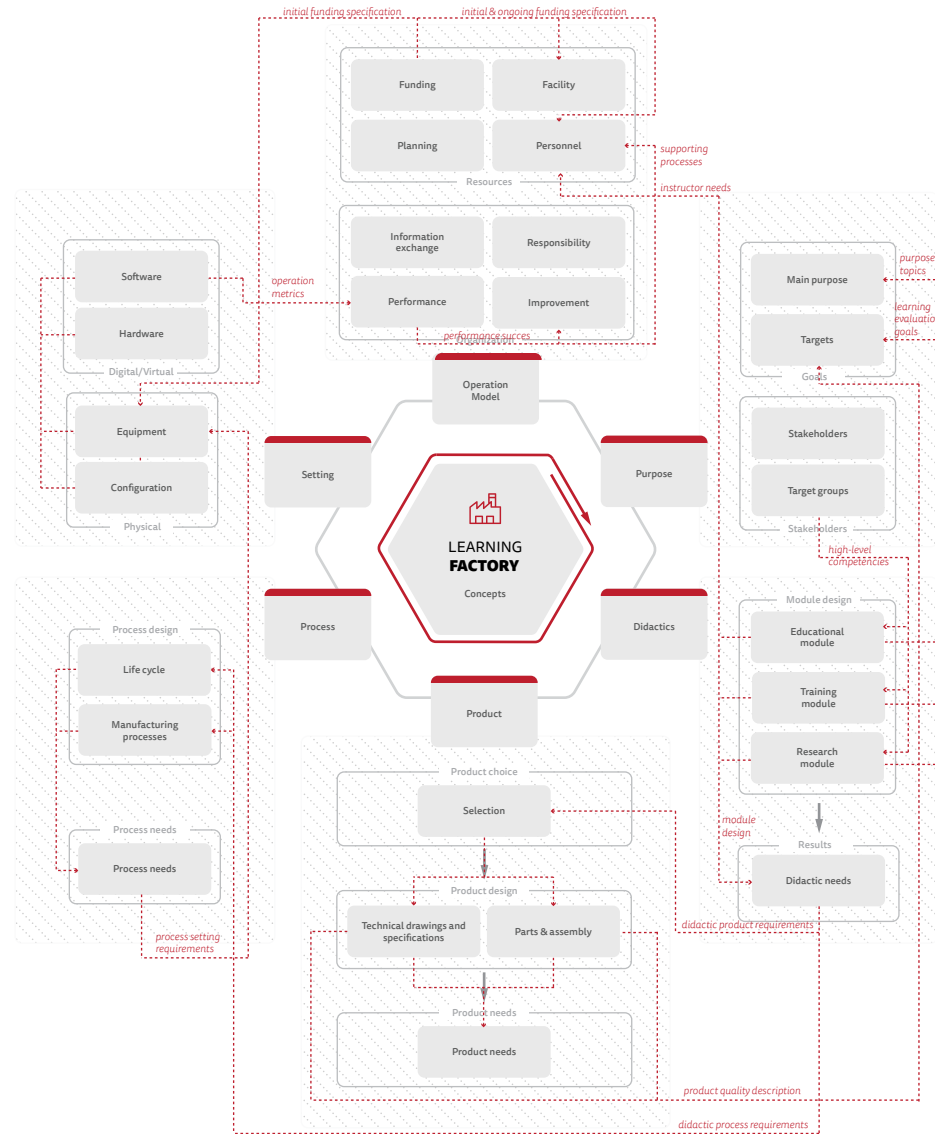 initial funding specification
initial & ongoing funding specification
Funding
Facility
Planning
Personnel
Resources
supporting
processes
instructor needs
Information
exchange
Responsibility
Performance
Improvement
performance succes
Software
Hardware
Digital/Virtual
operation
metrics
Equipment
Configuration
Physical
Main purpose
Targets
Goals
purpose
topics
learning
evaluatio
goals
Stakeholders
Target groups
Stakeholders
high-level
competencies
Operation
Model
Setting
Purpose
LEARNING
FACTORY
Concepts
Process
Didactics
Product
Process design
Life cycle
Manufacturing
processes
Process needs
Process needs
process setting
requirements
Module design
Educational
module
Training
module
Research
module
module
design
Results
Didactic needs
Product choice
Selection
Product design
Technical drawings and
specifications
Parts & assembly
didactic product requirements
Product needs
Product needs
product quality description
didactic process requirements